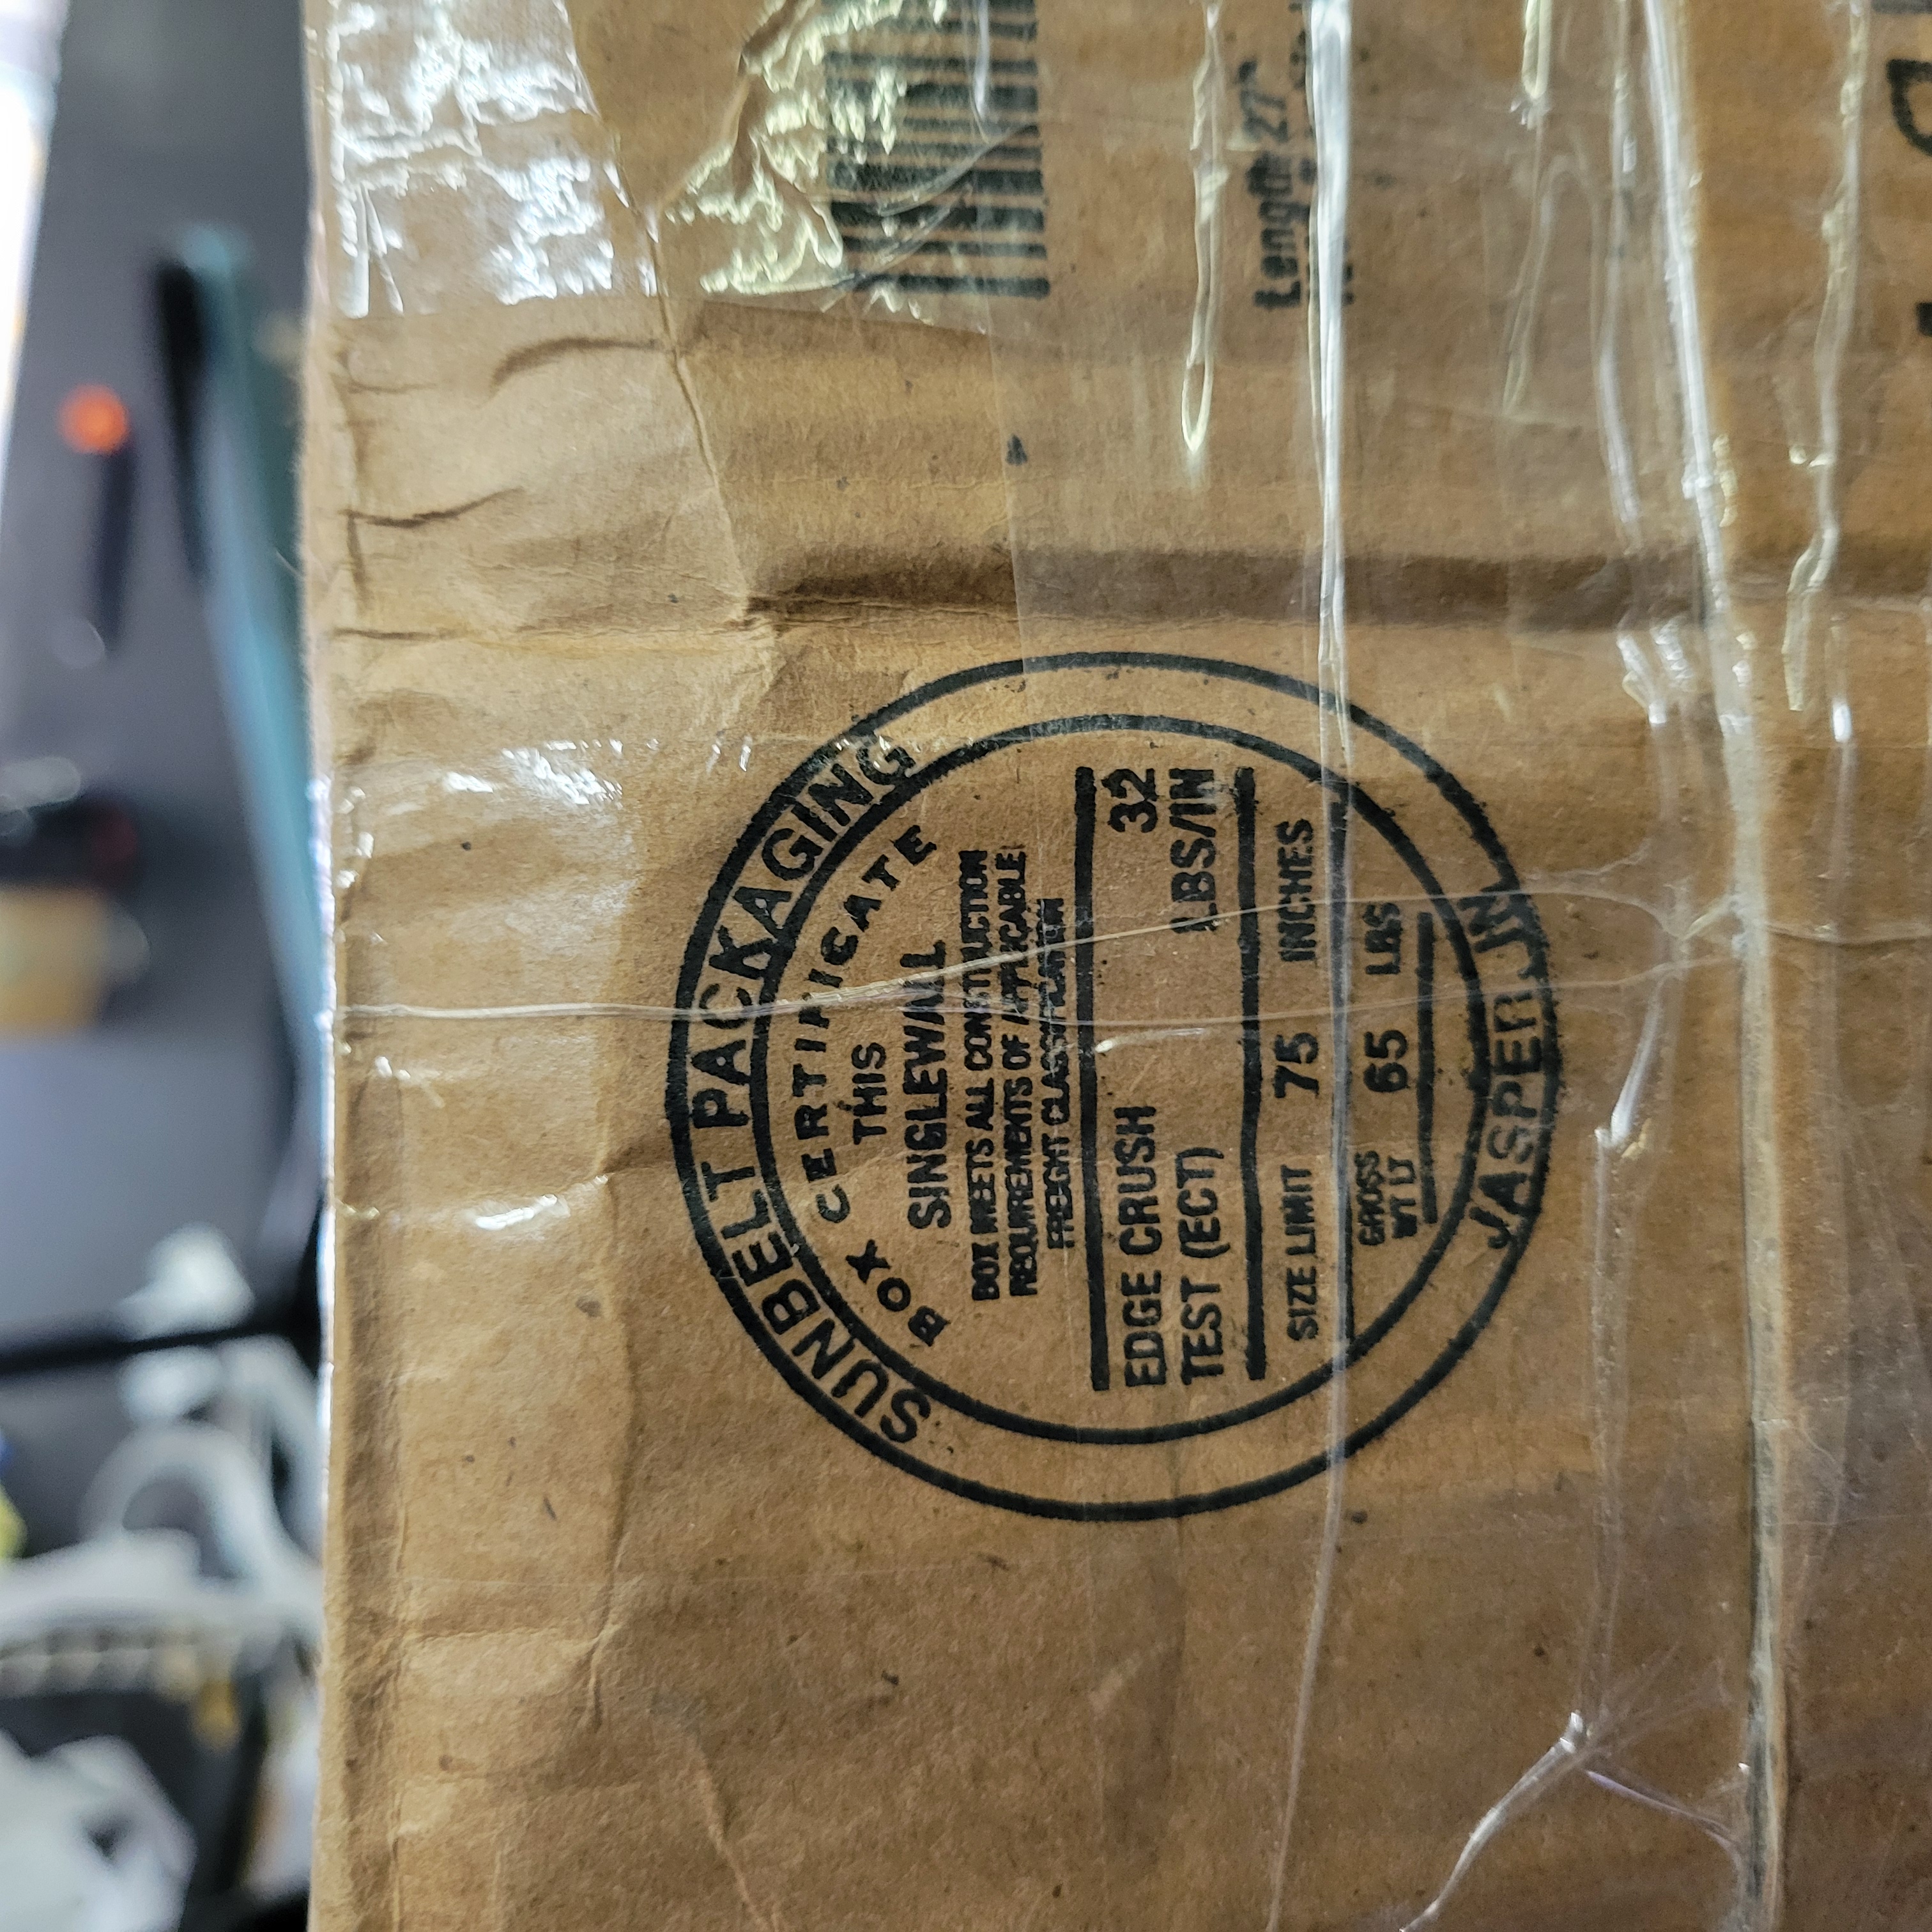 Length: 27"
SUNBELT PACKAGING
BOX CERTIFICATE
THIS
SINGLEWALL
BOX MEETS ALL CONSTRUCTION
REQUIREMENTS OF APPLICABLE
FREIGHT CLASSIFICATION
EDGE CRUSH 32
TEST (ECT) LBS/IN
SIZE LIMIT 75 INCHES
GROSS
WT LT 65 LBS
JASPER